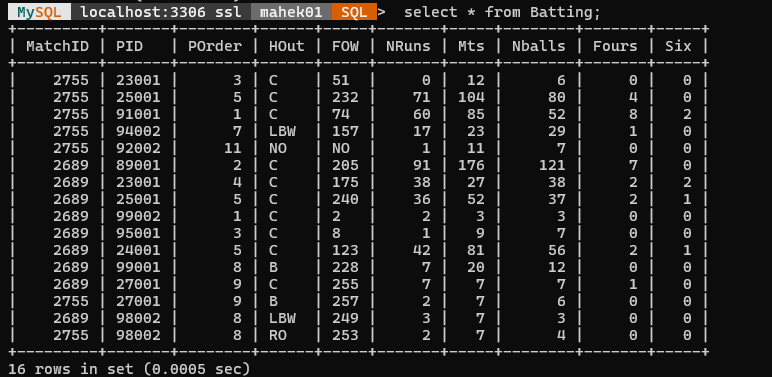 MySQL localhost:3306 ssl mahek01 SQL > select * from Batting;
+---------+-------+--------+------+-----+-------+-----+--------+-------+-----+
| MatchID | PID   | POrder | HOut | FOW | NRuns | Mts | Nballs | Fours | Six |
+---------+-------+--------+------+-----+-------+-----+--------+-------+-----+
|    2755 | 23001 |      3 | C    | 51  |     0 |  12 |      6 |     0 |   0 |
|    2755 | 25001 |      5 | C    | 232 |    71 | 104 |     80 |     4 |   0 |
|    2755 | 91001 |      1 | C    | 74  |    60 |  85 |     52 |     8 |   2 |
|    2755 | 94002 |      7 | LBW  | 157 |    17 |  23 |     29 |     1 |   0 |
|    2755 | 92002 |     11 | NO   | NO  |     1 |  11 |      7 |     0 |   0 |
|    2689 | 89001 |      2 | C    | 205 |    91 | 176 |    121 |     7 |   0 |
|    2689 | 23001 |      4 | C    | 175 |    38 |  27 |     38 |     2 |   2 |
|    2689 | 25001 |      5 | C    | 240 |    36 |  52 |     37 |     2 |   1 |
|    2689 | 99002 |      1 | C    | 2   |     2 |   3 |      3 |     0 |   0 |
|    2689 | 95001 |      3 | C    | 8   |     1 |   9 |      7 |     0 |   0 |
|    2689 | 24001 |      5 | C    | 123 |    42 |  81 |     56 |     2 |   1 |
|    2689 | 99001 |      8 | B    | 228 |     7 |  20 |     12 |     0 |   0 |
|    2689 | 27001 |      9 | C    | 255 |     7 |   7 |      7 |     1 |   0 |
|    2755 | 27001 |      9 | B    | 257 |     2 |   7 |      6 |     0 |   0 |
|    2689 | 98002 |      8 | LBW  | 249 |     3 |   7 |      3 |     0 |   0 |
|    2755 | 98002 |      8 | RO   | 253 |     2 |   7 |      4 |     0 |   0 |
+---------+-------+--------+------+-----+-------+-----+--------+-------+-----+
16 rows in set (0.0005 sec)